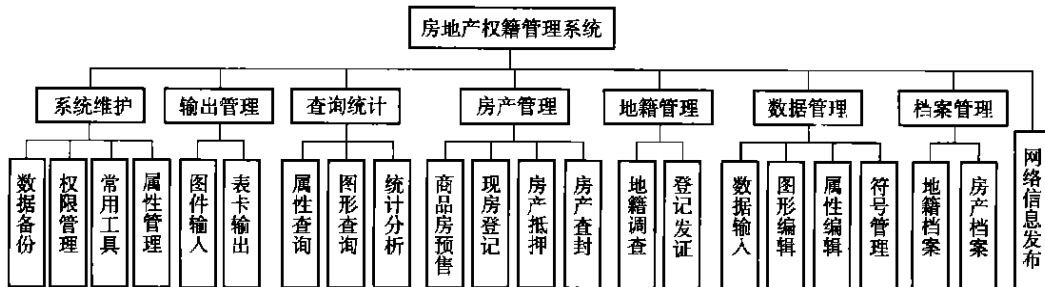 房地产权籍管理系统
系统维护
输出管理
查询统计
房产管理
地籍管理
数据管理
档案管理
网络信息发布
数据备份
权限管理
常用工具
属性管理
图件输人
表卡输出
属性查询
图形查询
统计分析
商品房预售
现房登记
房产抵押
房产查封
地籍调查
登记发证
数据输入
图形编辑
属性编辑
符号管理
地籍档案
房产档案